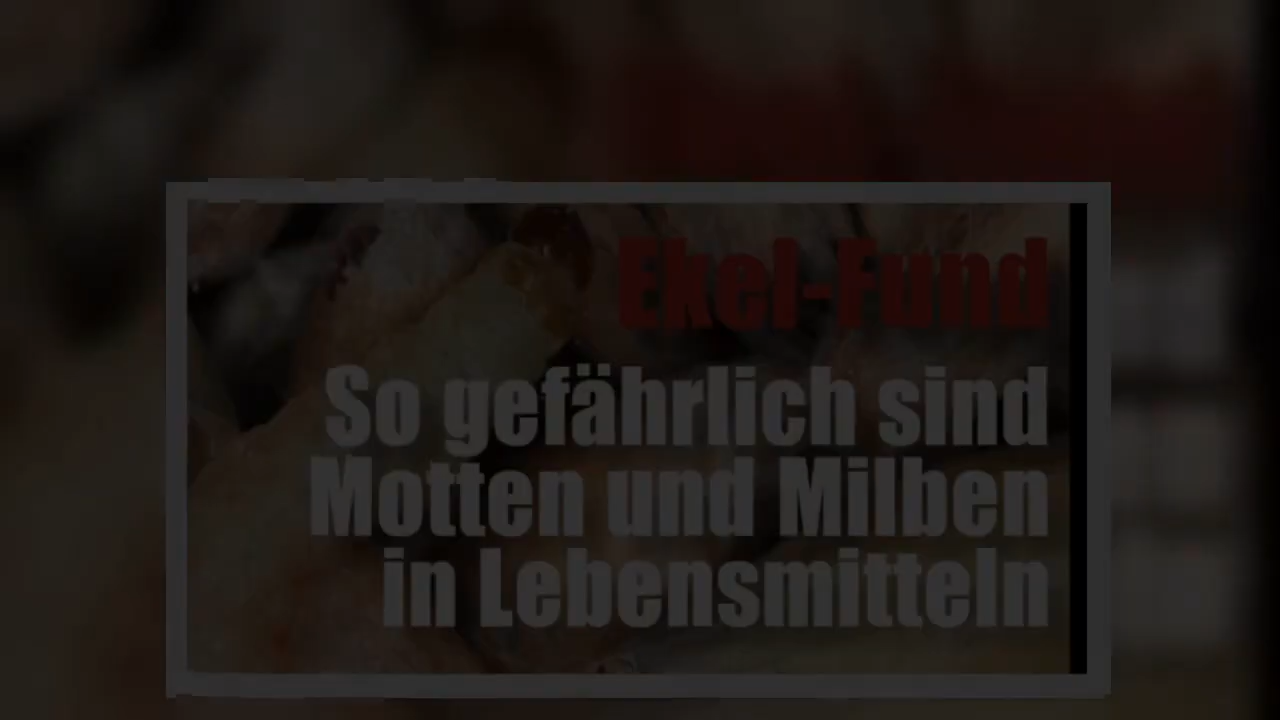 Ekel-Fund
So gefährlich sind
Motten und Milben
in Lebensmitteln